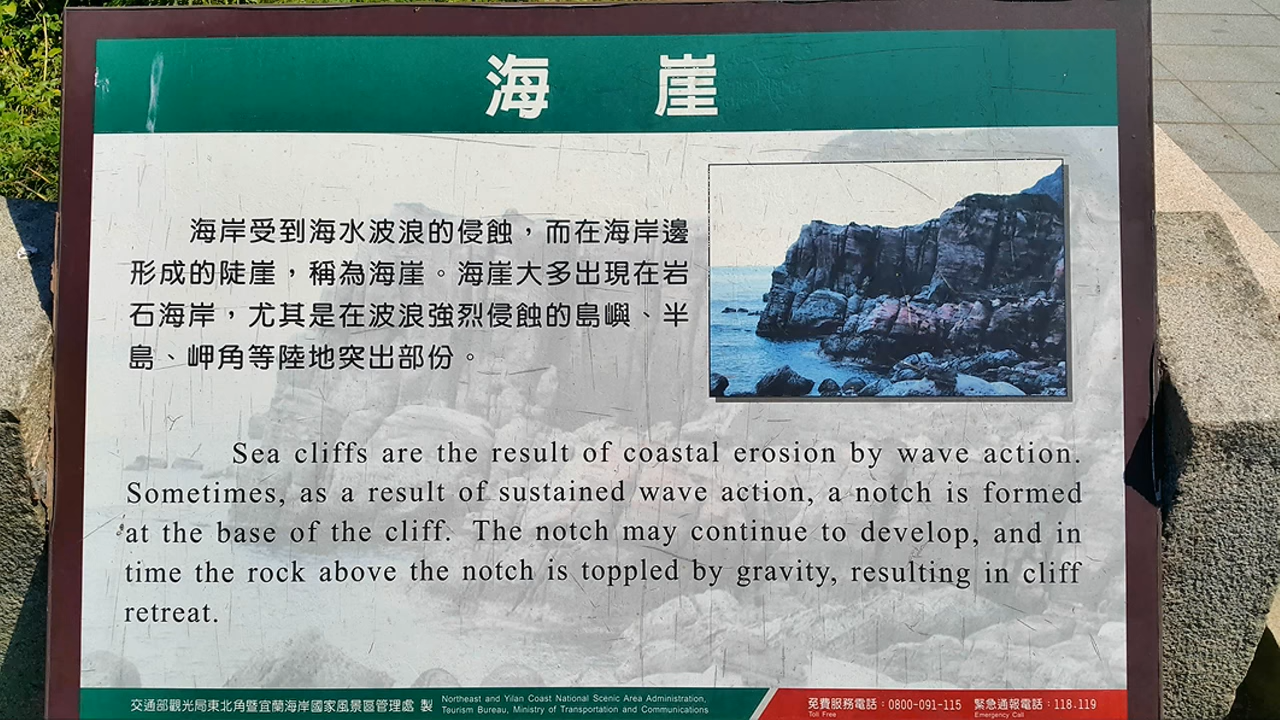 海 崖
海岸受到海水波浪的侵蝕，而在海岸邊
形成的陡崖，稱為海崖。海崖大多出現在岩
石海岸，尤其是在波浪強烈侵蝕的島嶼、半
島、岬角等陸地突出部份。
Sea cliffs are the result of coastal erosion by wave action.
Sometimes, as a result of sustained wave action, a notch is formed
at the base of the cliff. The notch may continue to develop, and in
time the rock above the notch is toppled by gravity, resulting in cliff
retreat.
交通部觀光局東北角暨宜蘭海岸國家風景區管理處 製
Northeast and Yilan Coast National Scenic Area Administration,
Tourism Bureau, Ministry of Transportation and Communications
免費服務電話：0800-091-115
Toll Free
緊急通報電話：118.119
Emergency Call